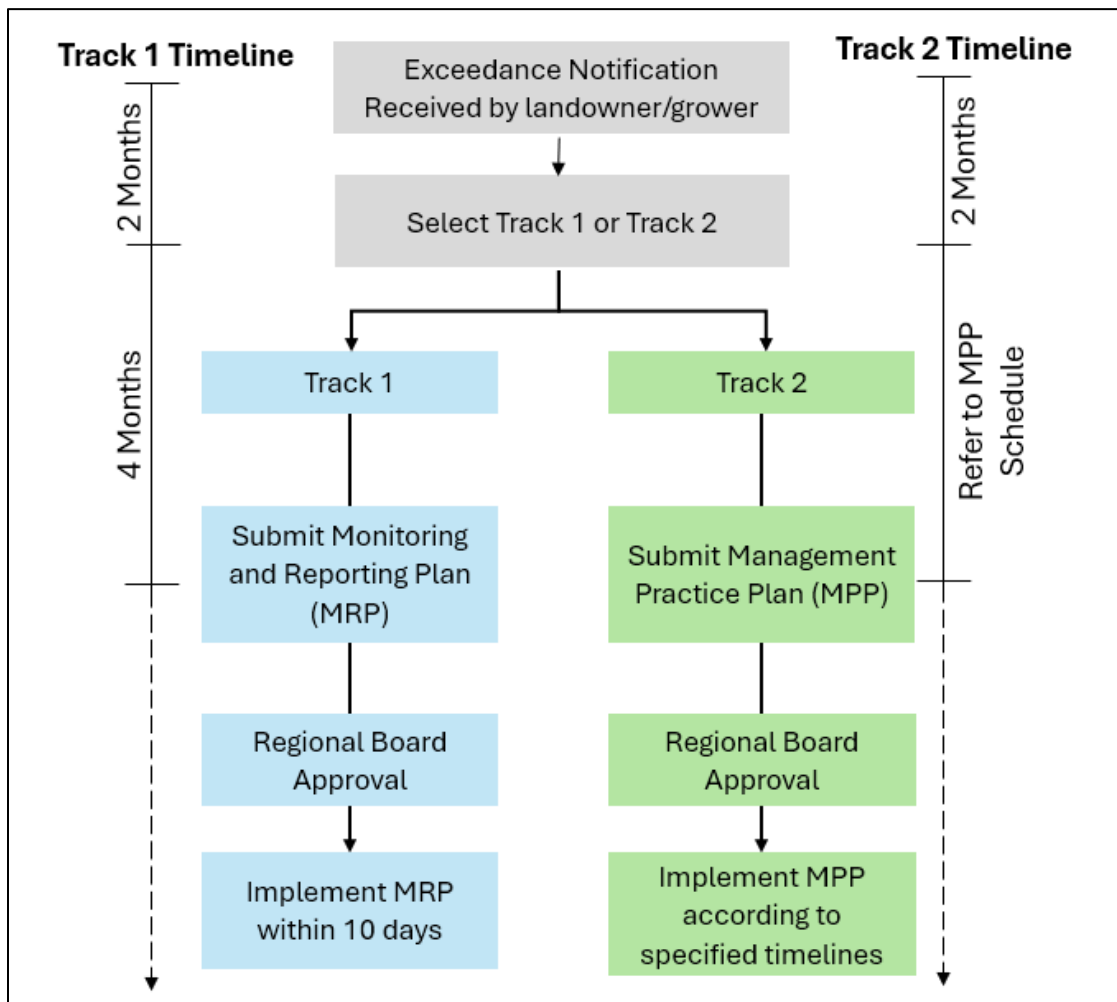 Track 1 Timeline
Track 2 Timeline
Exceedance Notification
Received by landowner/grower
2 Months
2 Months
Select Track 1 or Track 2
4 Months
Refer to MPP
Schedule
Track 1
Track 2
Submit Monitoring
and Reporting Plan
(MRP)
Submit Management
Practice Plan (MPP)
Regional Board
Approval
Regional Board
Approval
Implement MRP
within 10 days
Implement MPP
according to
specified timelines